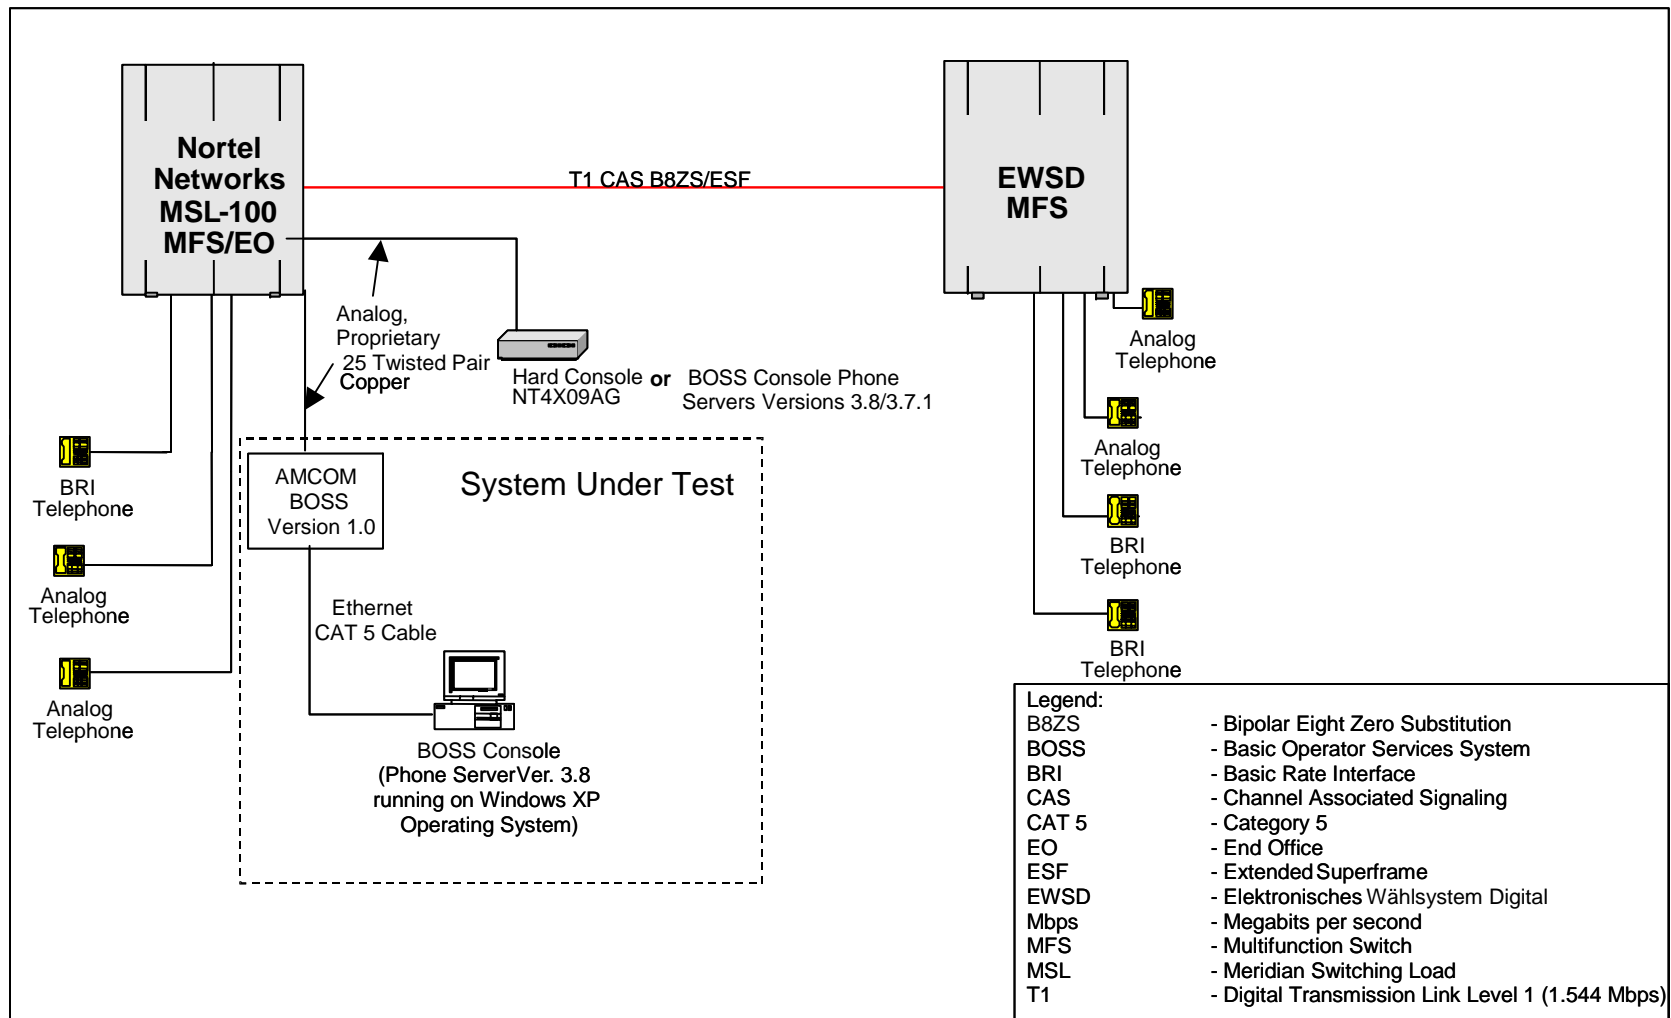 Nortel
Networks
MSL-100
MFS/EO
T1 CAS B8ZS/ESF
EWSD
MFS
Analog,
Proprietary
25 Twisted Pair
Copper
Hard Console or BOSS Console Phone
NT4X09AG Servers Versions 3.8/3.7.1
Analog
Telephone
Analog
Telephone
BRI
Telephone
BRI
Telephone
BRI
Telephone
Analog
Telephone
Analog
Telephone
System Under Test
AMCOM
BOSS
Version 1.0
Ethernet
CAT 5 Cable
BOSS Console
(Phone ServerVer. 3.8
running on Windows XP
Operating System)
Legend:
B8ZS - Bipolar Eight Zero Substitution
BOSS - Basic Operator Services System
BRI - Basic Rate Interface
CAS - Channel Associated Signaling
CAT 5 - Category 5
EO - End Office
ESF - Extended Superframe
EWSD - Elektronisches Wählsystem Digital
Mbps - Megabits per second
MFS - Multifunction Switch
MSL - Meridian Switching Load
T1 - Digital Transmission Link Level 1 (1.544 Mbps)